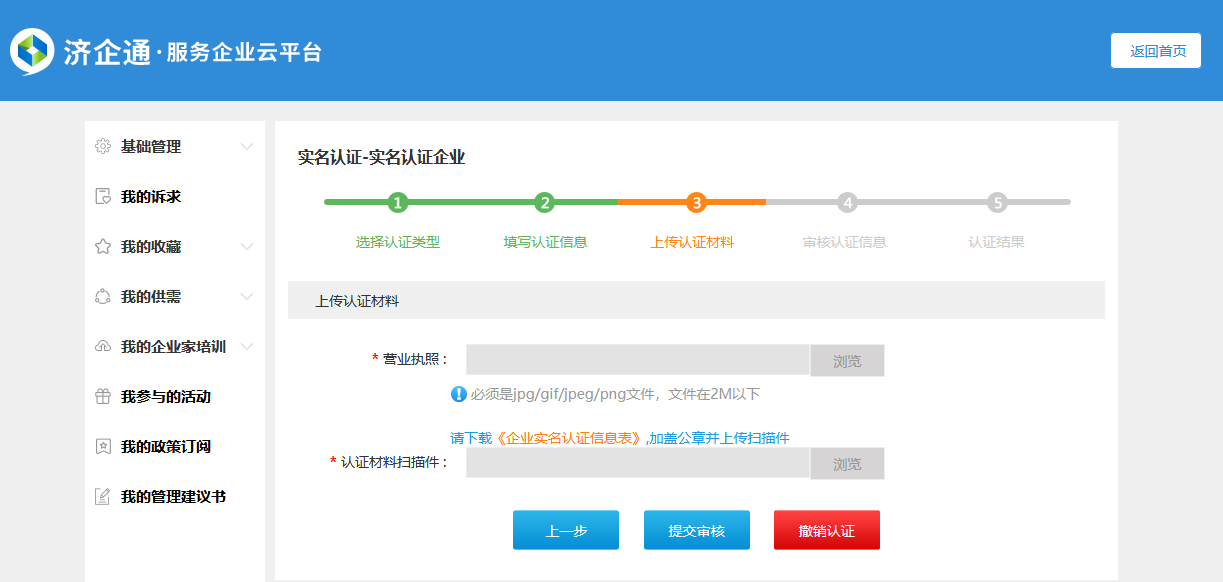 济企通·服务企业云平台
返回首页
基础管理
我的诉求
我的收藏
我的供需
我的企业家培训
我参与的活动
我的政策订阅
我的管理建议书
实名认证-实名认证企业
1 2 3 4 5
选择认证类型 填写认证信息 上传认证材料 审核认证信息 认证结果
上传认证材料
* 营业执照： 浏览
必须是jpg/gif/jpeg/png文件，文件在2M以下
请下载《企业实名认证信息表》,加盖公章并上传扫描件
* 认证材料扫描件： 浏览
上一步 提交审核 撤销认证